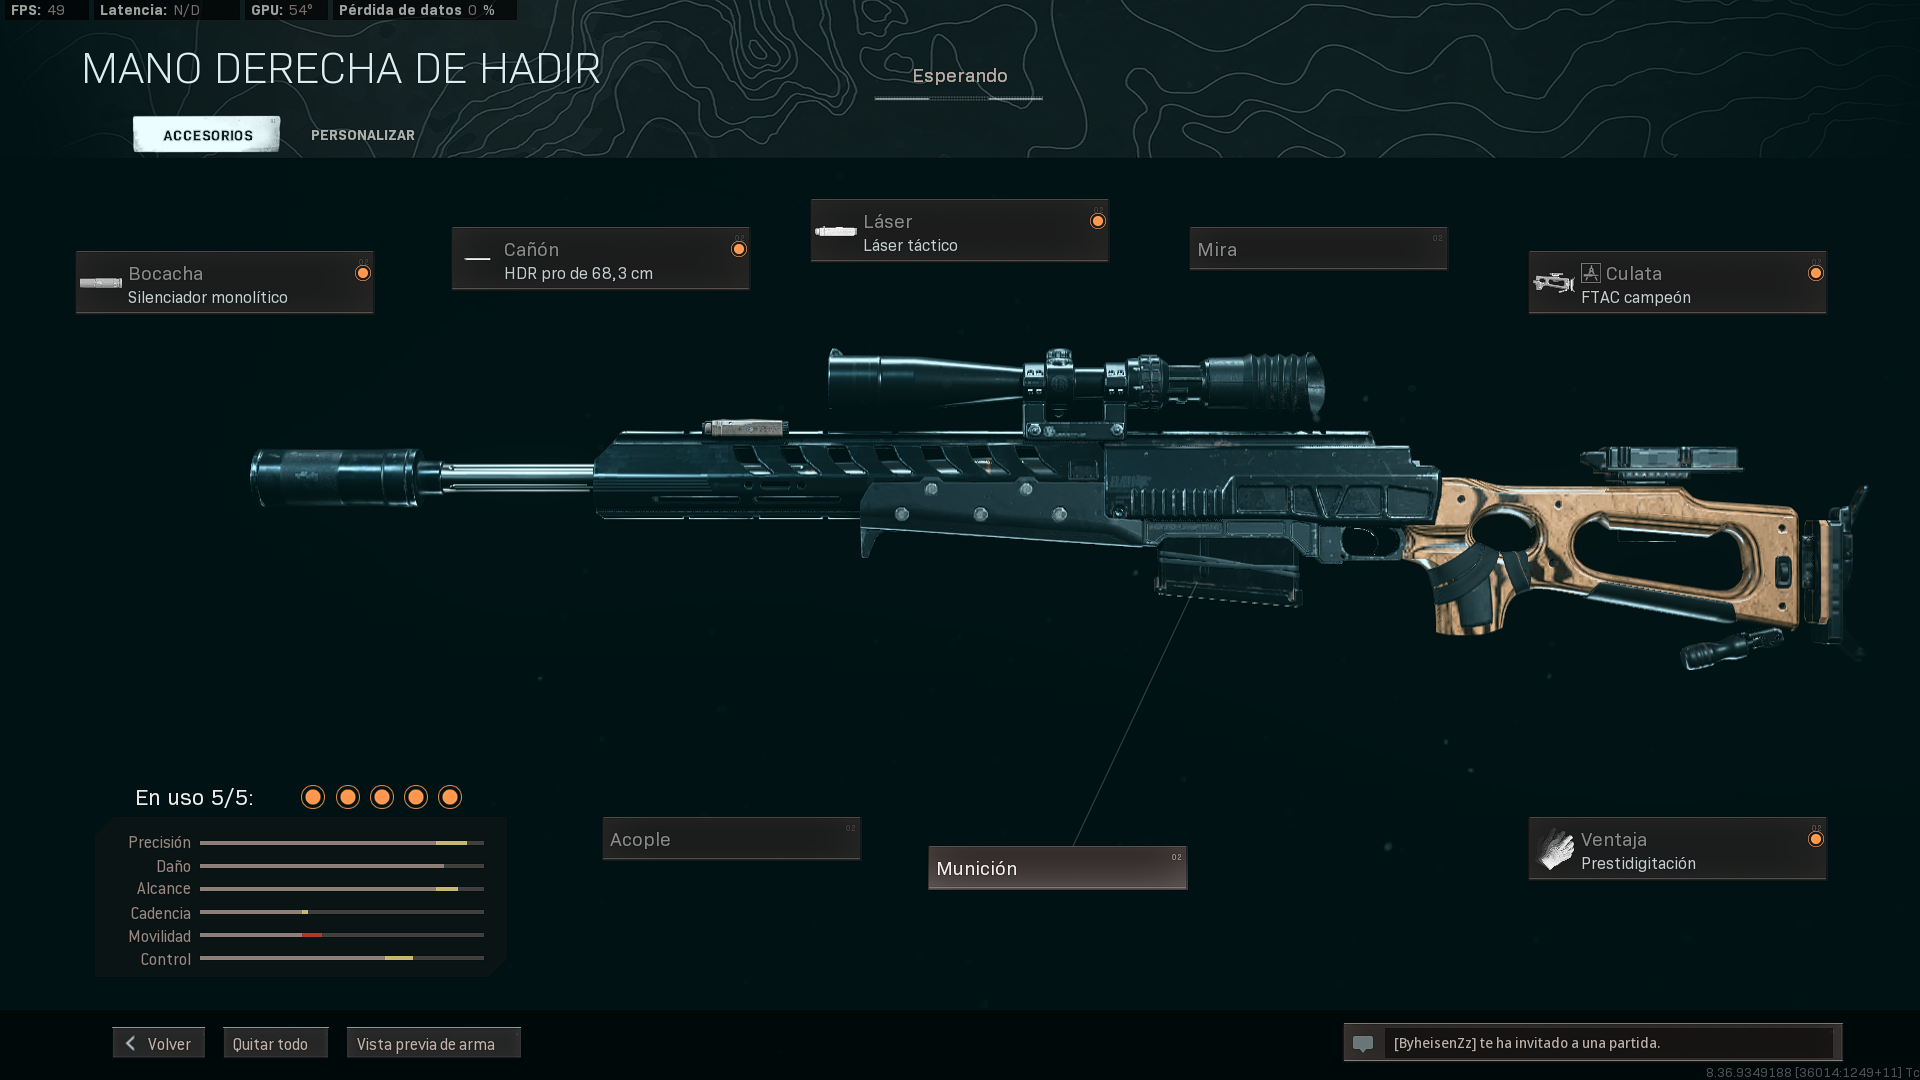 FPS: 49 Latencia: N/D GPU: 54° Pérdida de datos 0 %
MANO DERECHA DE HADIR
Esperando
ACCESORIOS PERSONALIZAR
Bocacha
Silenciador monolítico
Cañón
HDR pro de 68,3 cm
Láser
Láser táctico
Mira
Culata
FTAC campeón
En uso 5/5:
Precisión
Daño
Alcance
Cadencia
Movilidad
Control
Acople
Munición
Ventaja
Prestidigitación
Volver Quitar todo Vista previa de arma
[ByheisenZz] te ha invitado a una partida.
8.36.9349188 [36014:1249+11] Tc